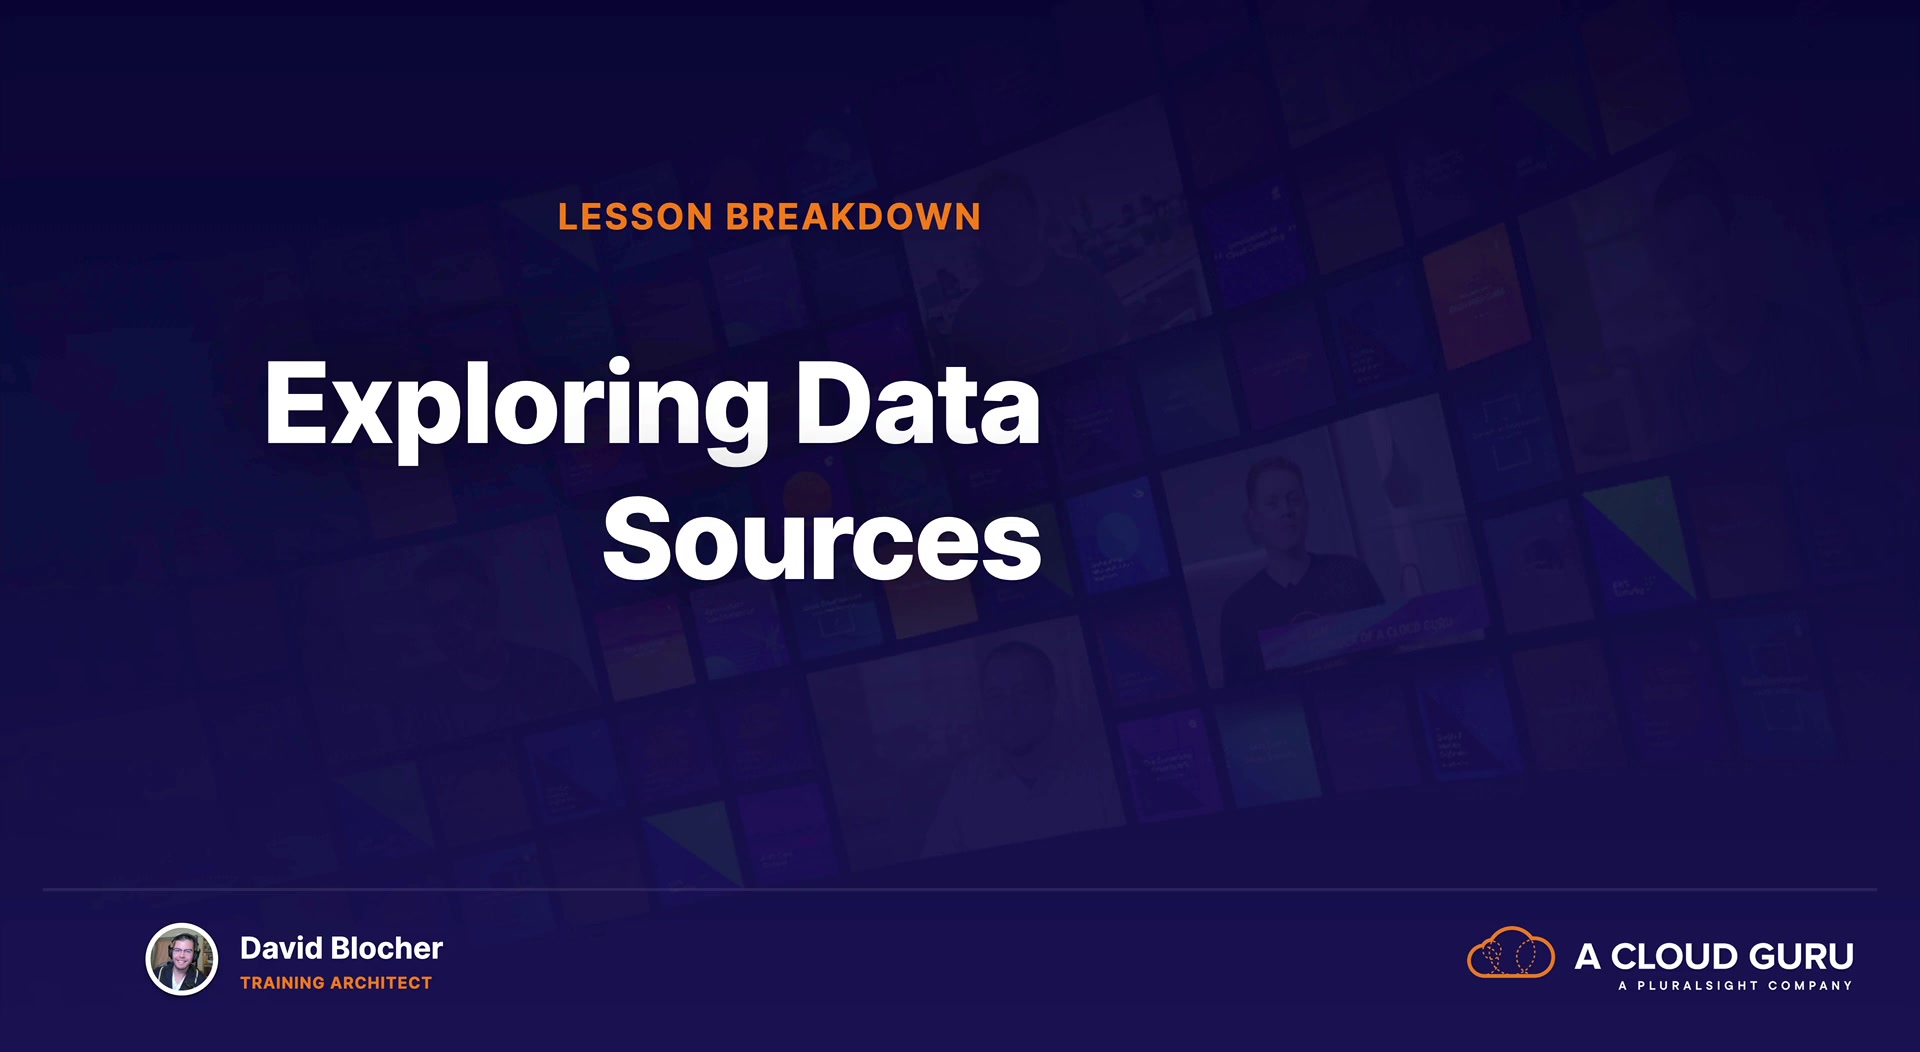 LESSON BREAKDOWN
Exploring Data
Sources
David Blocher
TRAINING ARCHITECT
A CLOUD GURU
A PLURALSIGHT COMPANY